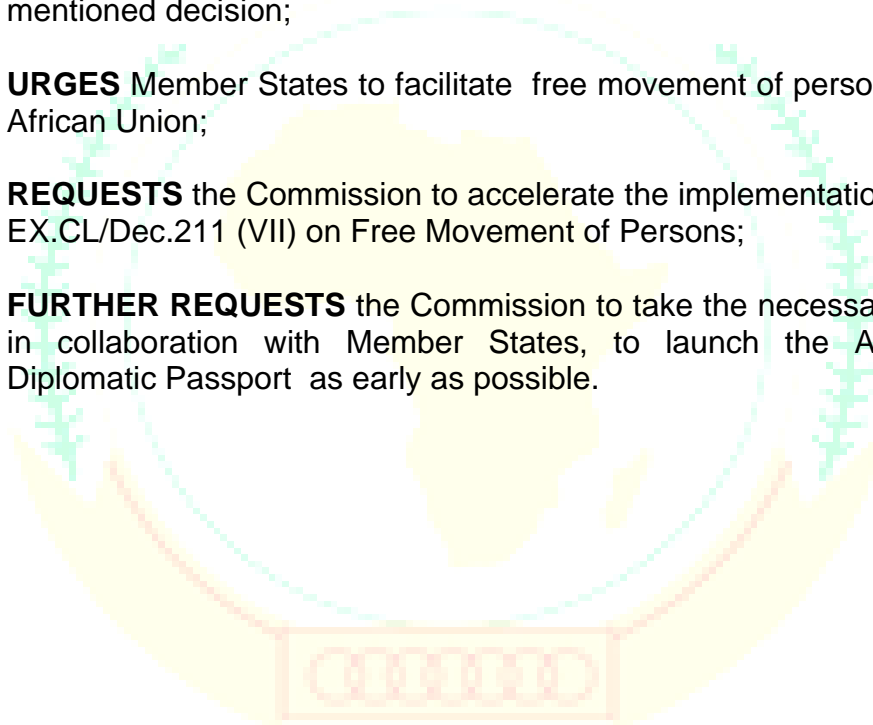 mentioned decision;
URGES Member States to facilitate free movement of perso
African Union;
REQUESTS the Commission to accelerate the implementatio
EX.CL/Dec.211 (VII) on Free Movement of Persons;
FURTHER REQUESTS the Commission to take the necessa
in collaboration with Member States, to launch the A
Diplomatic Passport as early as possible.